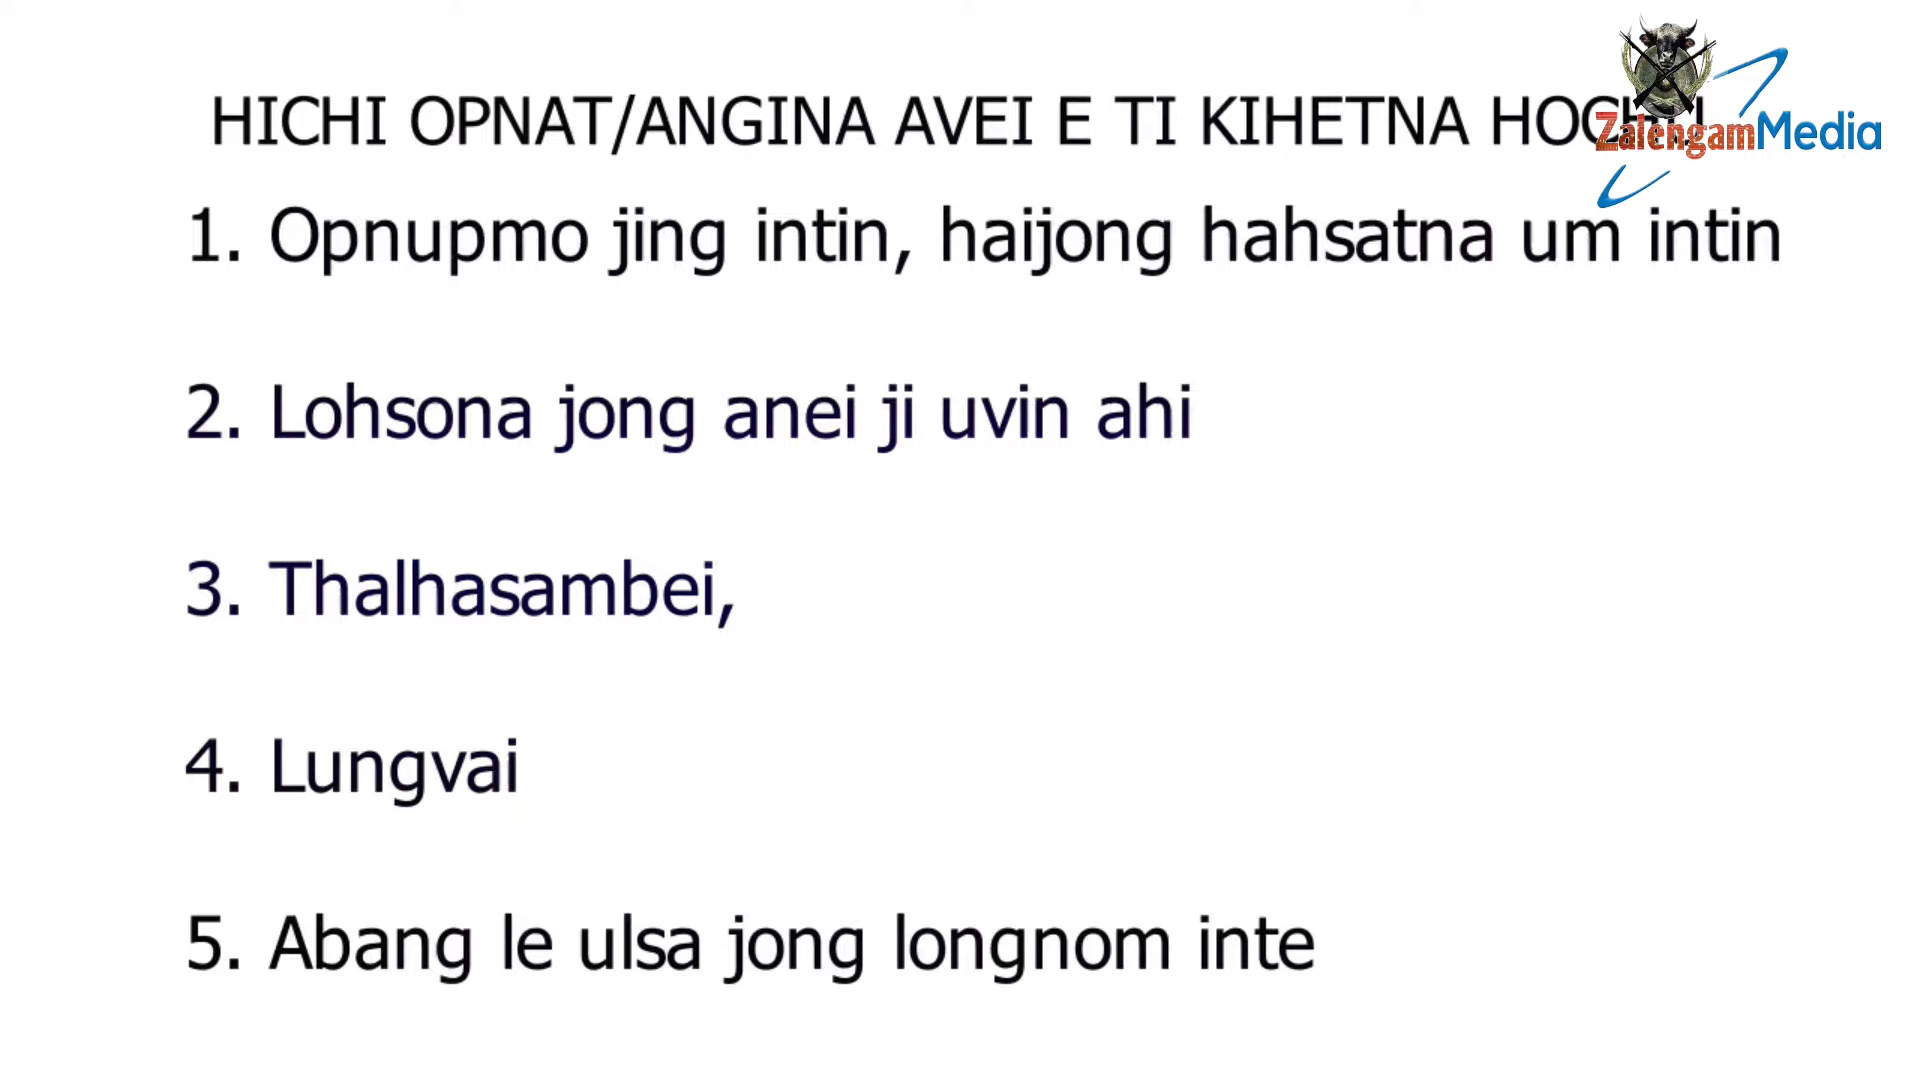 HICHI OPNAT/ANGINA AVEI E TI KIHETNA
ZalengamMedia
1. Opnupmo jing intin, haijong hahsatna um intin
2. Lohsona jong anei ji uvin ahi
3. Thalhasambei,
4. Lungvai
5. Abang le ulsa jong longnom inte